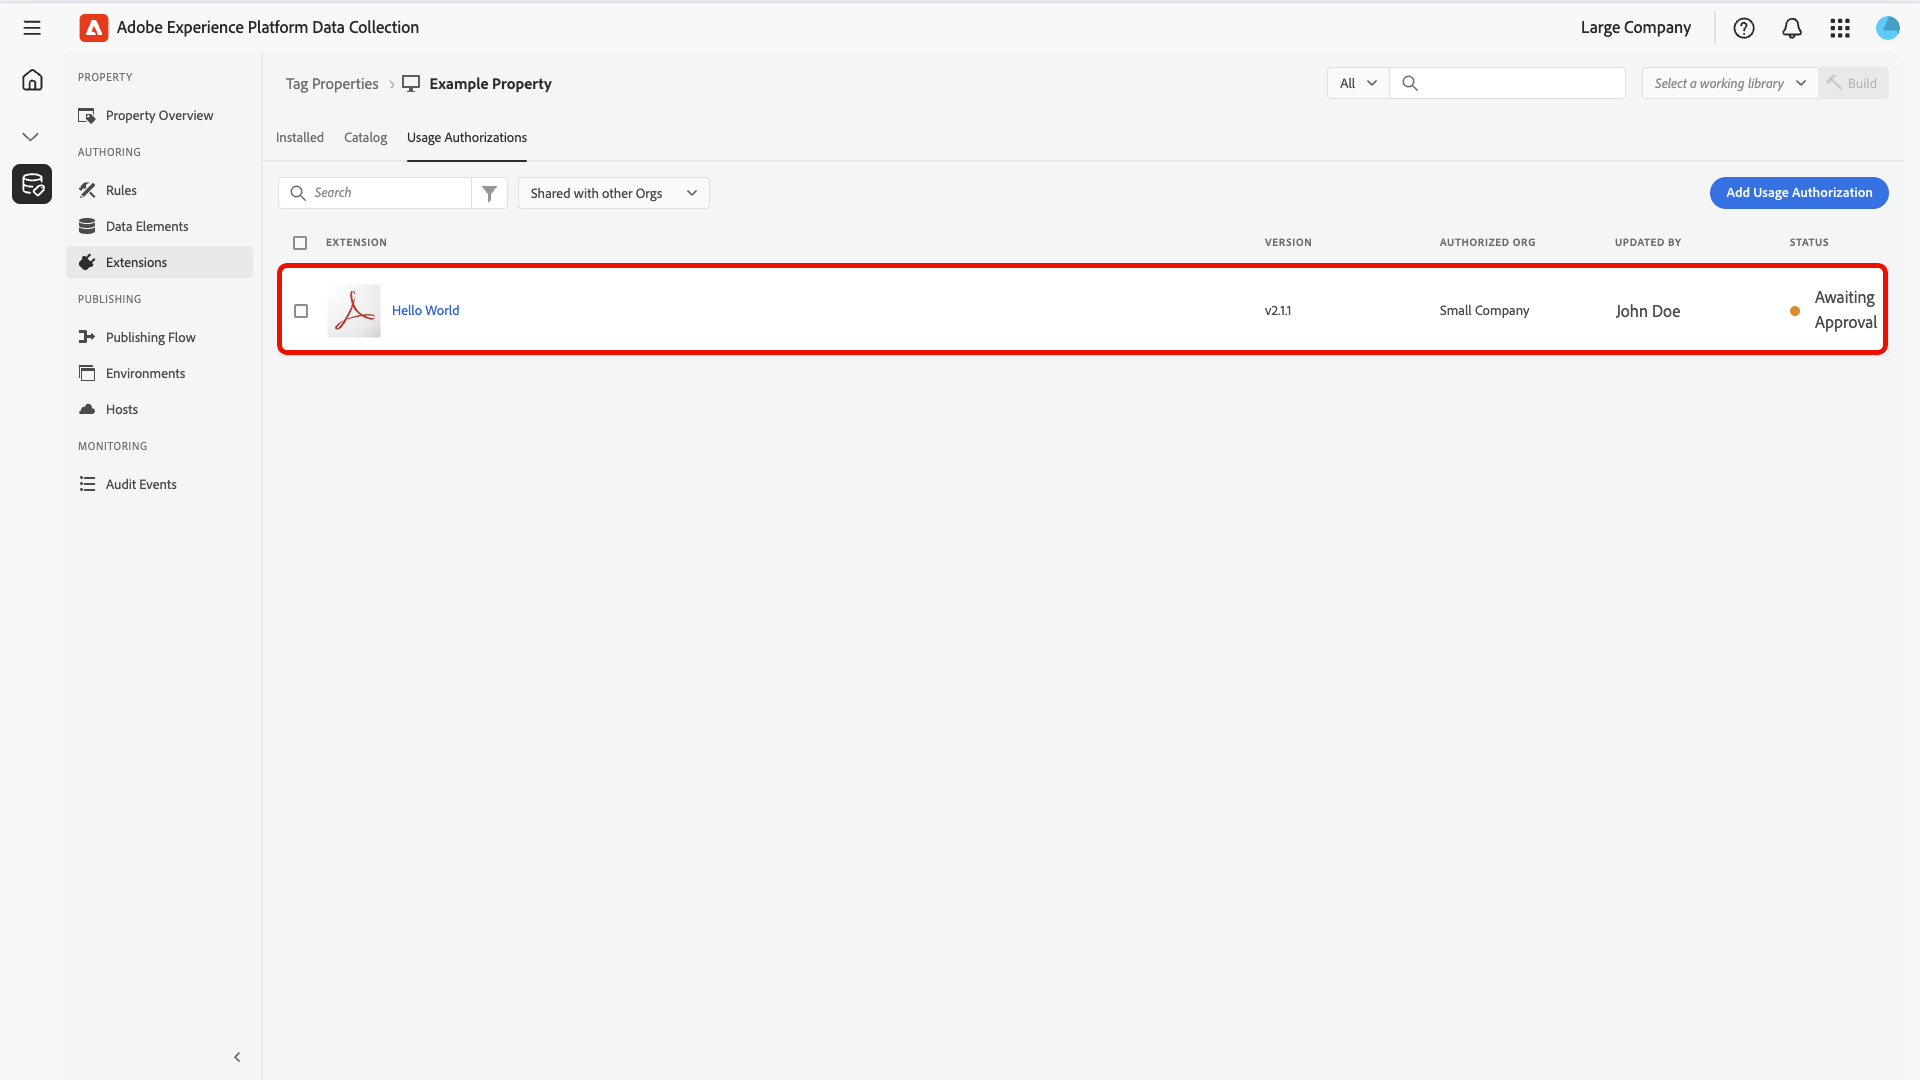 Adobe Experience Platform Data Collection
Large Company
PROPERTY
Property Overview
AUTHORING
Rules
Data Elements
Extensions
PUBLISHING
Publishing Flow
Environments
Hosts
MONITORING
Audit Events
Tag Properties
Example Property
All
Select a working library
Build
Installed Catalog Usage Authorizations
Search
Shared with other Orgs
Add Usage Authorization
EXTENSION VERSION AUTHORIZED ORG UPDATED BY STATUS
Hello World v2.1.1 Small Company John Doe Awaiting
Approval